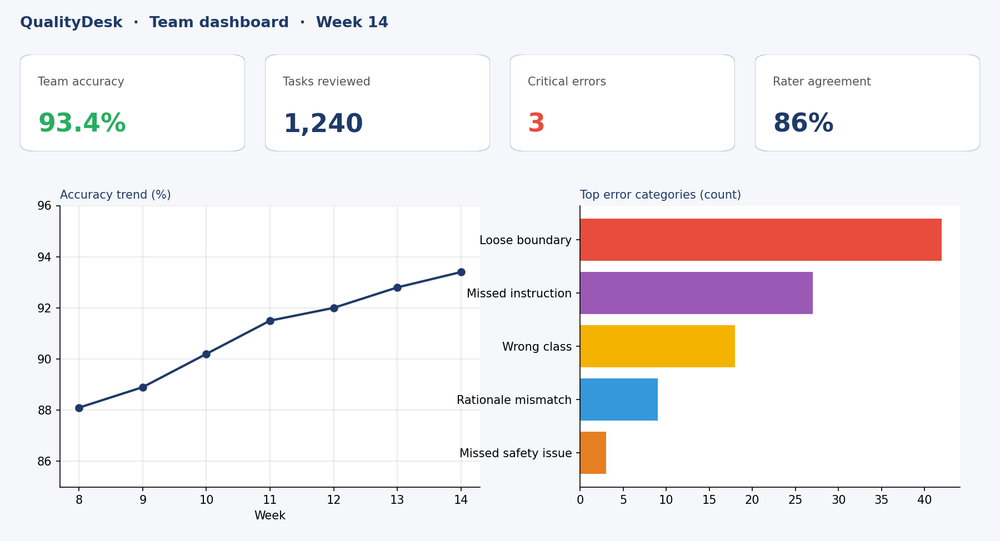 QualityDesk · Team dashboard · Week 14
Team accuracy
93.4%
Tasks reviewed
1,240
Critical errors
3
Rater agreement
86%
Accuracy trend (%)
96
94
92
90
88
86
8 9 10 11 12 13 14
Week
Top error categories (count)
Loose boundary
Missed instruction
Wrong class
Rationale mismatch
Missed safety issue
0 5 10 15 20 25 30 35 40